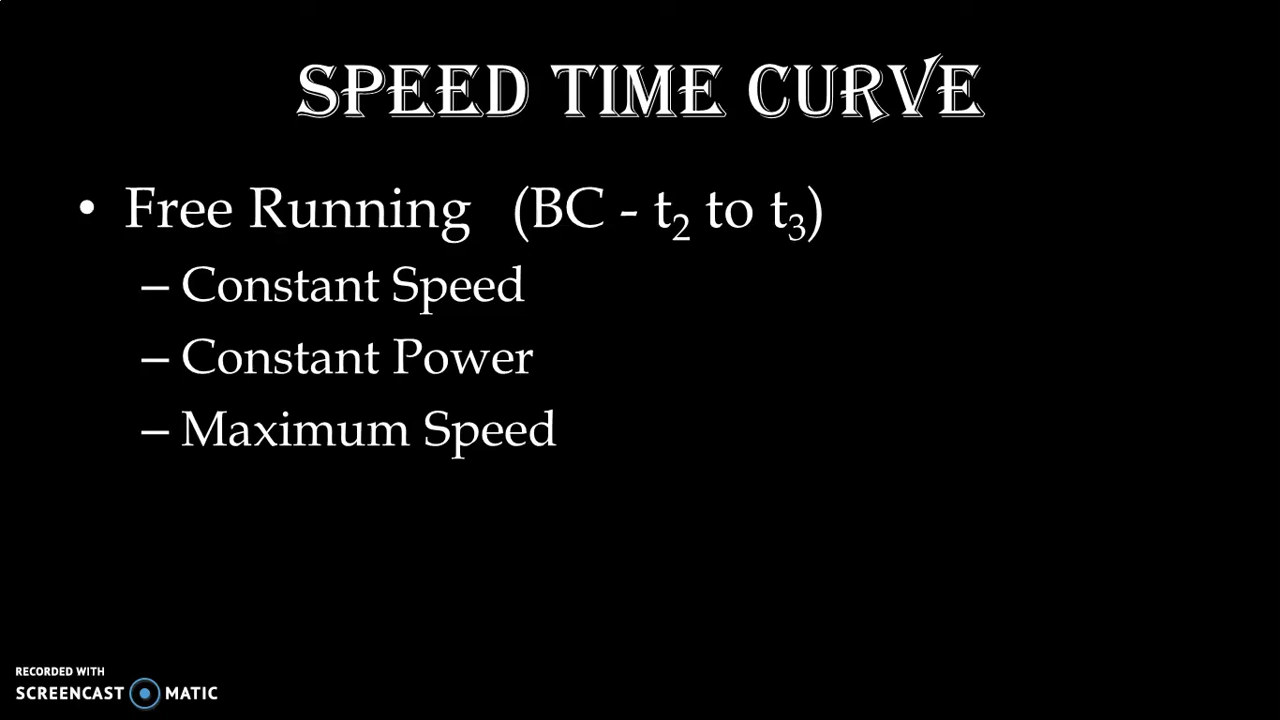 SPEED TIME CURVE
• Free Running (BC - t₂ to t₃)
– Constant Speed
– Constant Power
– Maximum Speed
RECORDED WITH
SCREENCAST MATIC